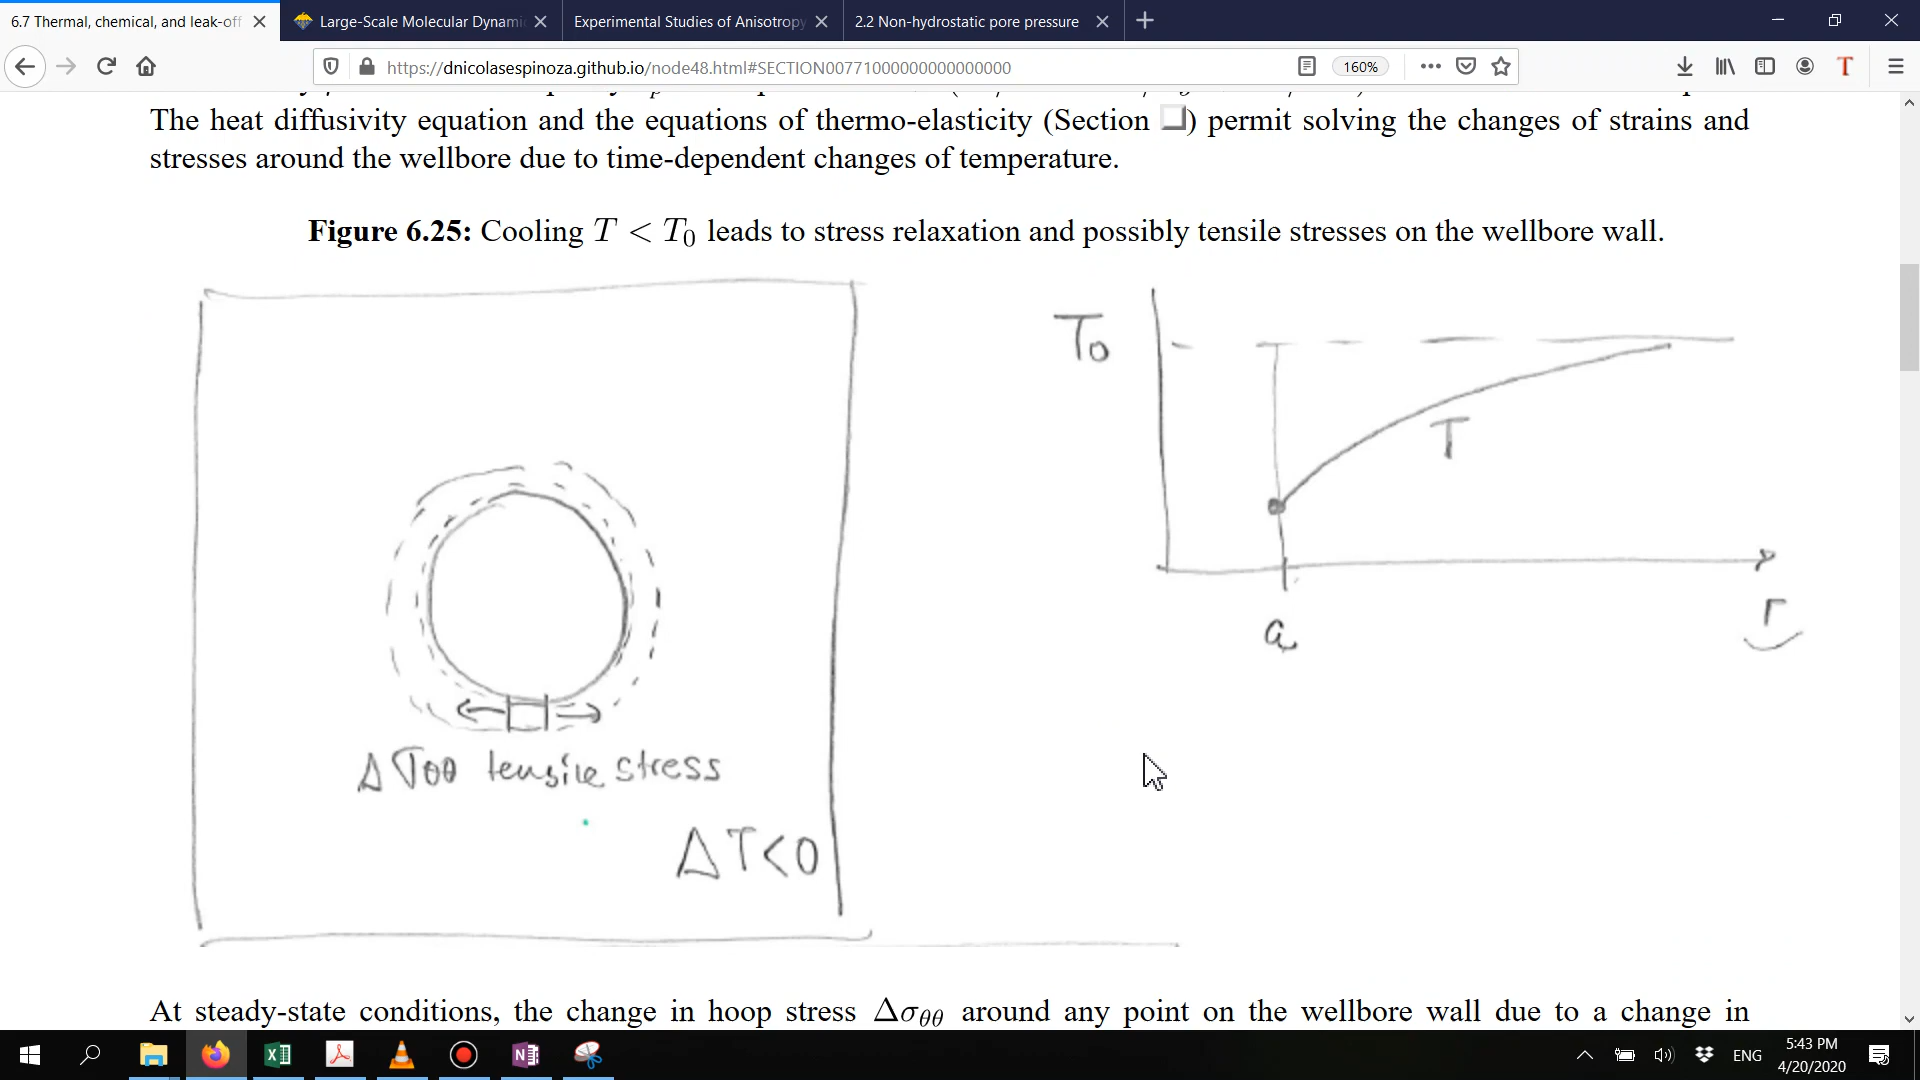 6.7 Thermal, chemical, and leak-off
Large-Scale Molecular Dynami
Experimental Studies of Anisotropy
2.2 Non-hydrostatic pore pressure
https://dnicolasespinoza.github.io/node48.html#SECTION00771000000000000000
160%
T
The heat diffusivity equation and the equations of thermo-elasticity (Section ) permit solving the changes of strains and
stresses around the wellbore due to time-dependent changes of temperature.
Figure 6.25: Cooling T < T0 leads to stress relaxation and possibly tensile stresses on the wellbore wall.
T0
T
a
r
Δσθθ tensile stress
ΔT<0
At steady-state conditions, the change in hoop stress Δσθθ around any point on the wellbore wall due to a change in
ENG
5:43 PM
4/20/2020